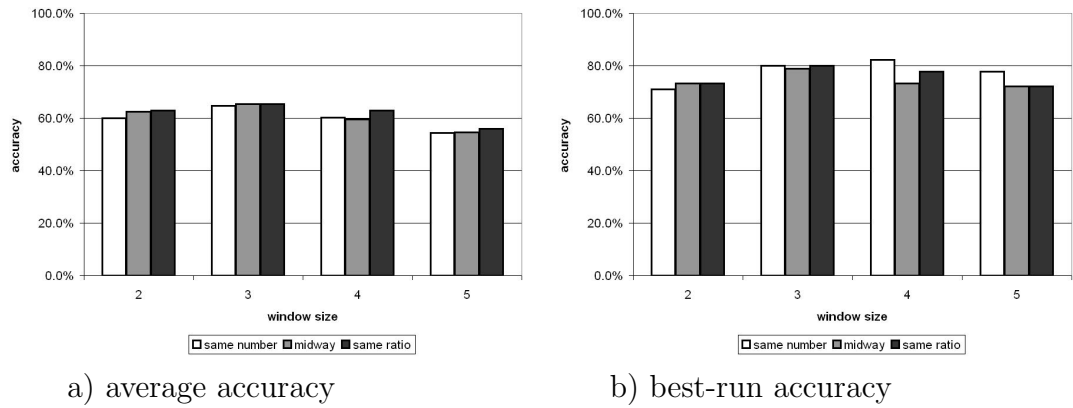 100.0%
80.0%
60.0%
40.0%
20.0%
0.0%
accuracy
2 3 4 5
window size
same number midway same ratio
a) average accuracy
100.0%
80.0%
60.0%
40.0%
20.0%
0.0%
accuracy
2 3 4 5
window size
same number midway same ratio
b) best-run accuracy